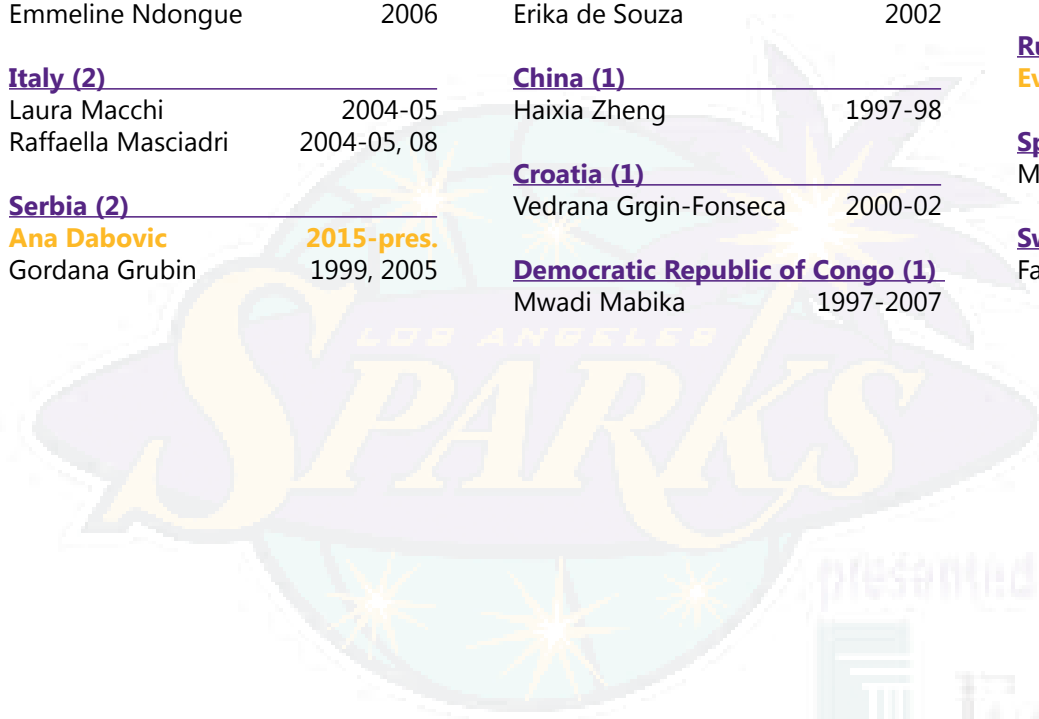 Emmeline Ndongue 2006
Italy (2)
Laura Macchi 2004-05
Raffaella Masciadri 2004-05, 08
Serbia (2)
Ana Dabovic 2015-pres.
Gordana Grubin 1999, 2005
Erika de Souza 2002
China (1)
Haixia Zheng 1997-98
Croatia (1)
Vedrana Grgin-Fonseca 2000-02
Democratic Republic of Congo (1)
Mwadi Mabika 1997-2007
LOS ANGELES
SPARKS
presented